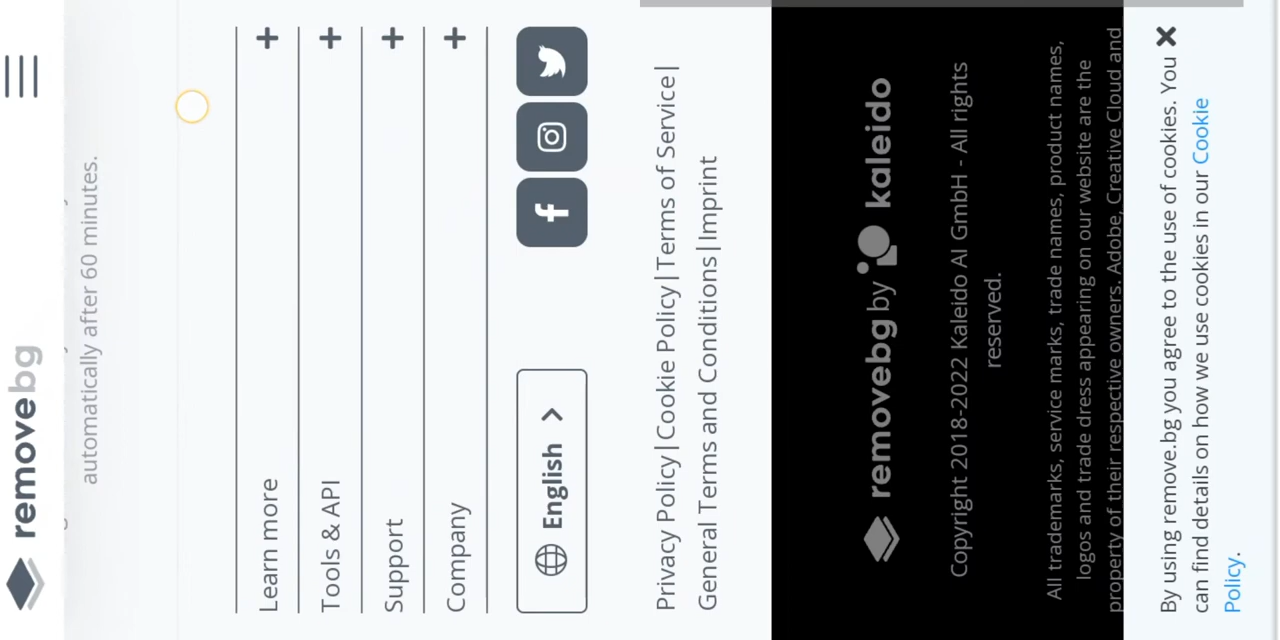 removebg
automatically after 60 minutes.
Learn more
Tools & API
Support
Company
English
Privacy Policy | Cookie Policy | Terms of Service |
General Terms and Conditions | Imprint
removebg by kaleido
Copyright 2018-2022 Kaleido AI GmbH - All rights
reserved.
All trademarks, service marks, trade names, product names,
logos and trade dress appearing on our website are the
property of their respective owners. Adobe, Creative Cloud and
By using remove.bg you agree to the use of cookies. You
can find details on how we use cookies in our Cookie
Policy.